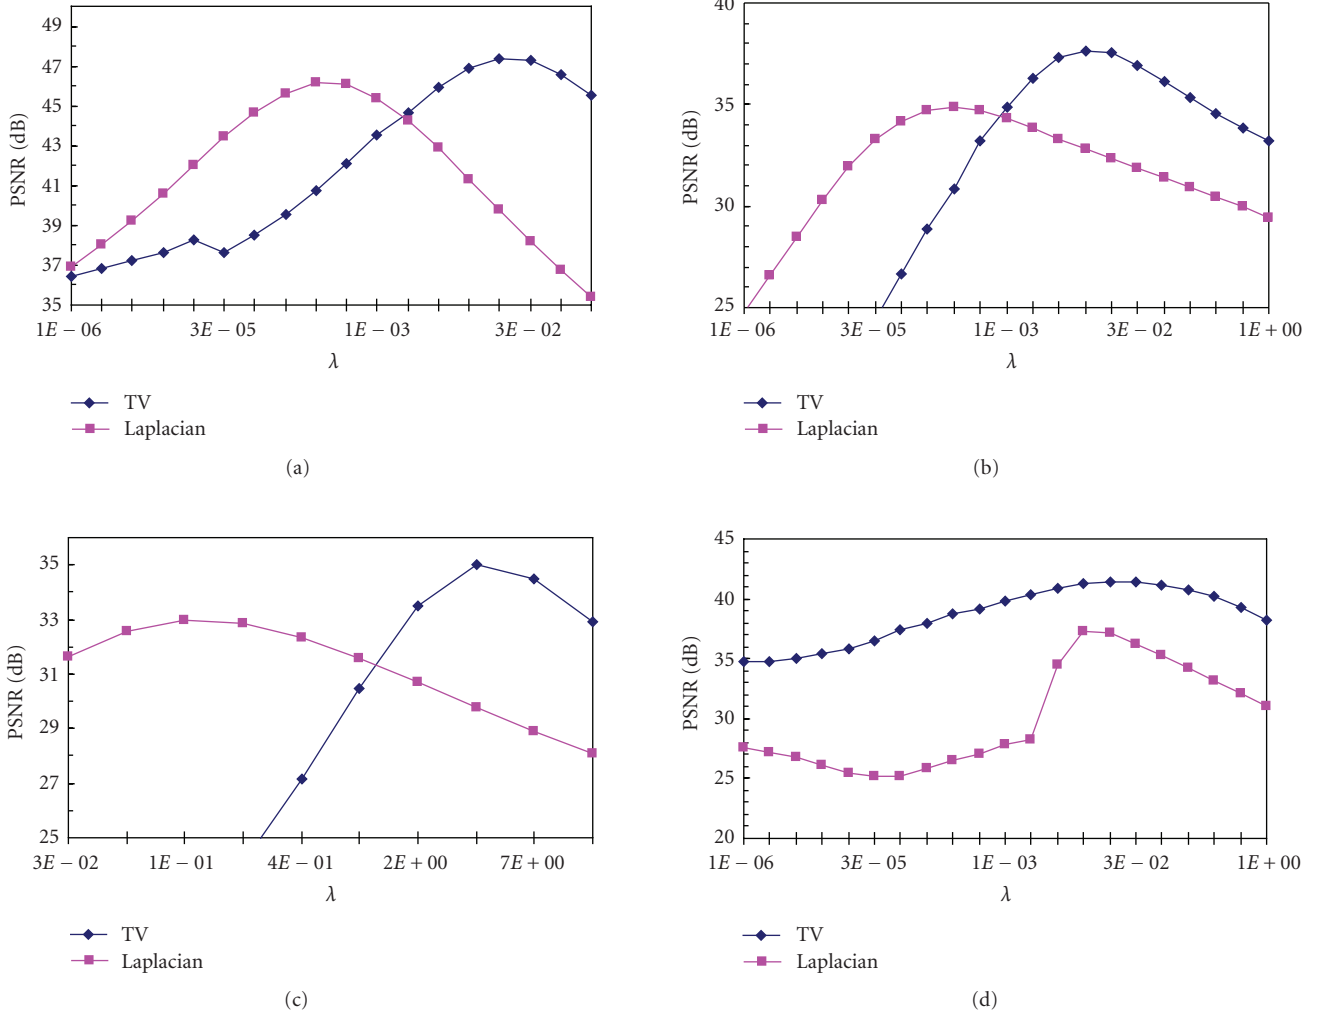 49
47
45
43
41
39
37
35
PSNR (dB)
1E − 06
3E − 05
1E − 03
3E − 02
λ
TV
Laplacian
(a)
40
35
30
25
PSNR (dB)
1E − 06
3E − 05
1E − 03
3E − 02
1E + 00
λ
TV
Laplacian
(b)
35
33
31
29
27
25
PSNR (dB)
3E − 02
1E − 01
4E − 01
2E + 00
7E + 00
λ
TV
Laplacian
(c)
45
40
35
30
25
20
PSNR (dB)
1E − 06
3E − 05
1E − 03
3E − 02
1E + 00
λ
TV
Laplacian
(d)